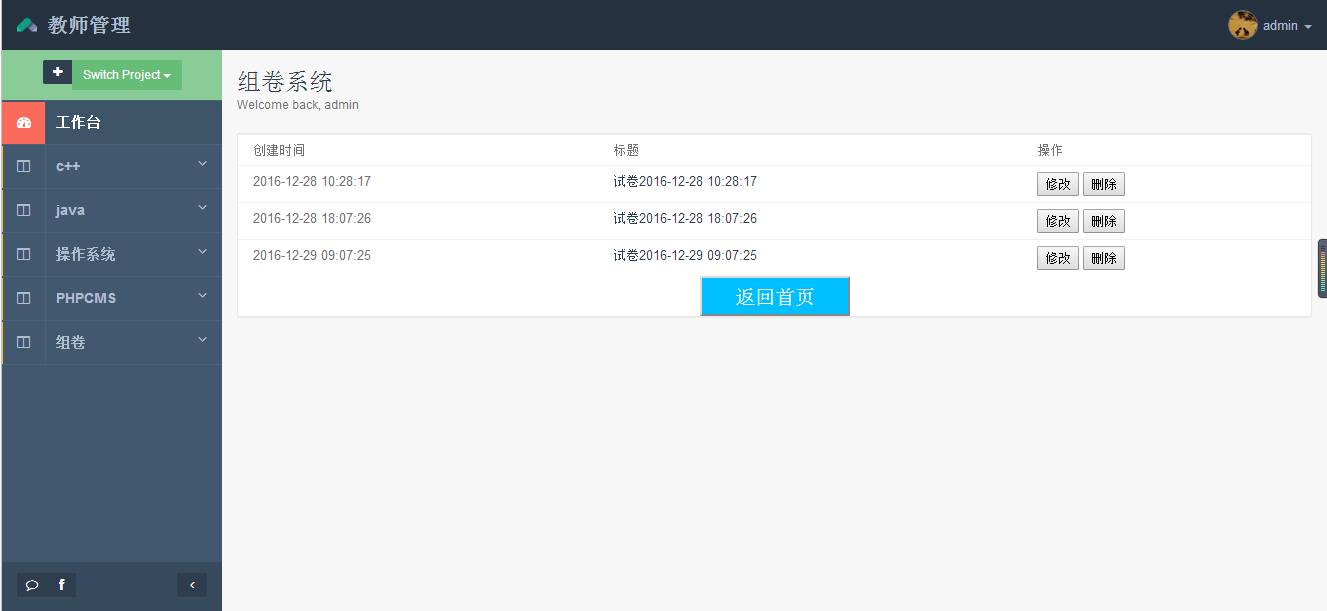 教师管理
admin
Switch Project
工作台
c++
java
操作系统
PHPCMS
组卷
组卷系统
Welcome back, admin
创建时间 标题 操作
2016-12-28 10:28:17 试卷2016-12-28 10:28:17 修改 删除
2016-12-28 18:07:26 试卷2016-12-28 18:07:26 修改 删除
2016-12-29 09:07:25 试卷2016-12-29 09:07:25 修改 删除
返回首页